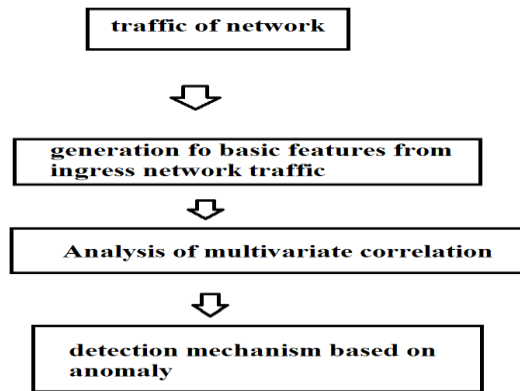 traffic of network
generation fo basic features from
ingress network traffic
Analysis of multivariate correlation
detection mechanism based on
anomaly